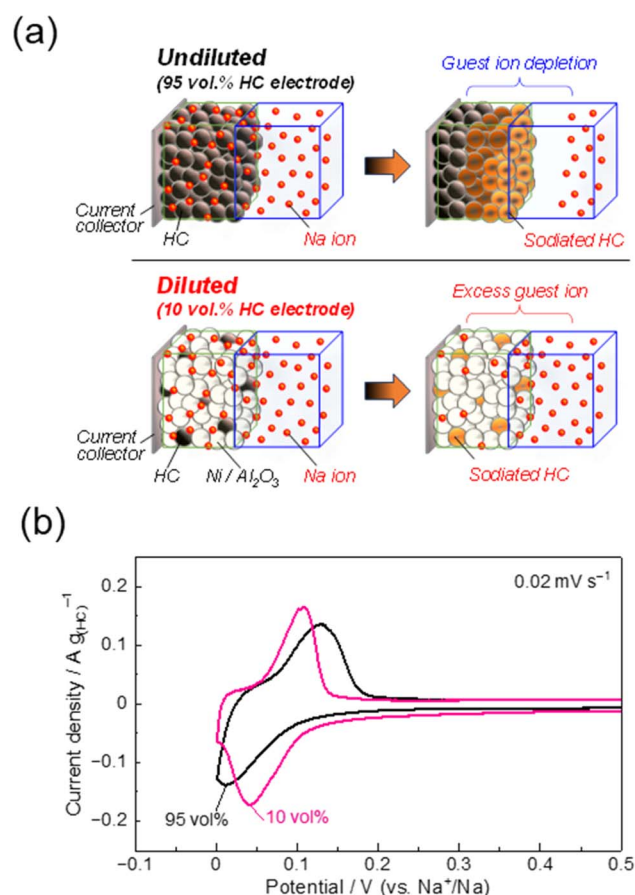 (a)
Undiluted
(95 vol.% HC electrode)
Guest ion depletion
Current
collector
HC
Na ion
Sodiated HC
Diluted
(10 vol.% HC electrode)
Excess guest ion
Current
collector
HC
Ni / Al₂O₃
Na ion
Sodiated HC
(b)
Current density / A g(HC)⁻¹
0.2
0.1
0
−0.1
−0.2
0.02 mV s⁻¹
95 vol%
10 vol%
−0.1
0
0.1
0.2
0.3
0.4
0.5
Potential / V (vs. Na⁺/Na)